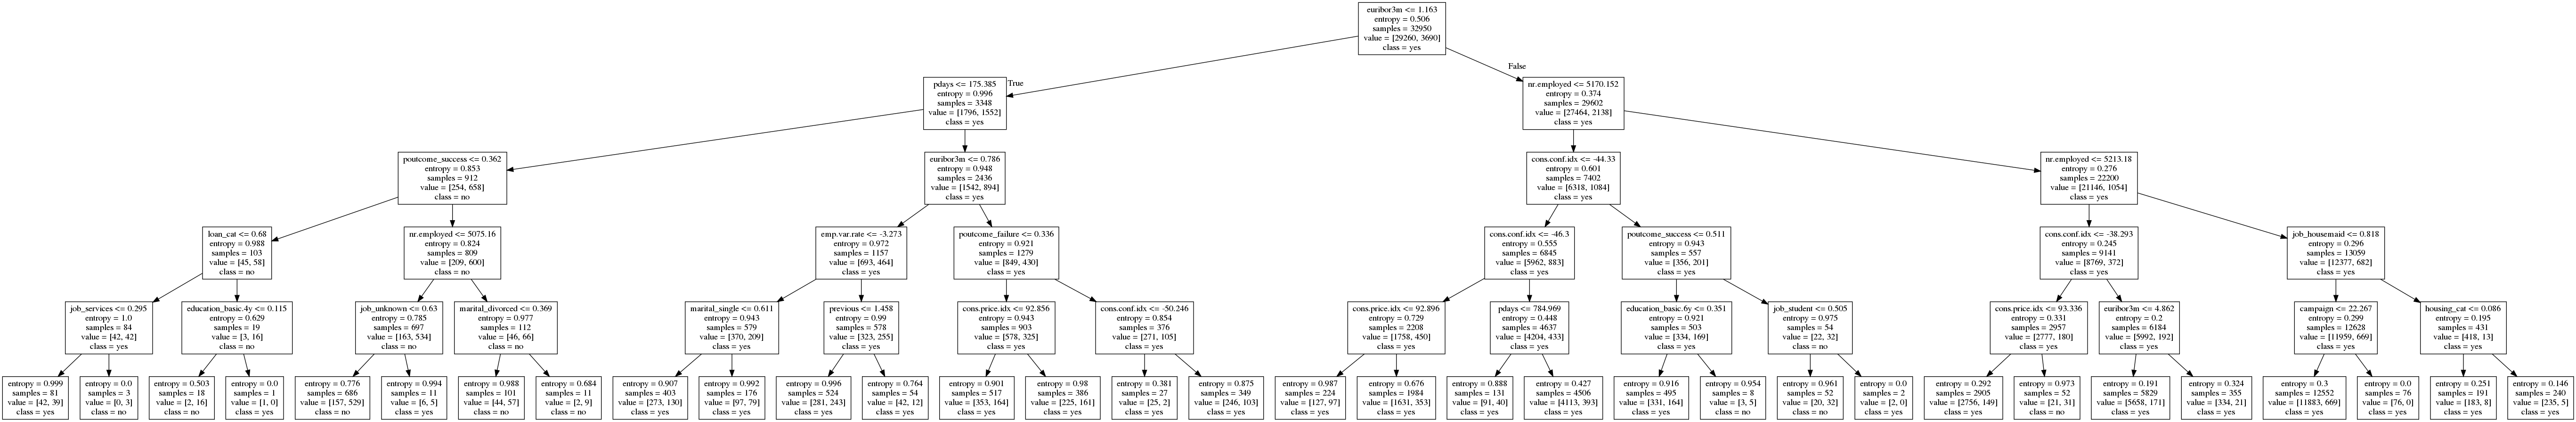 euribor3m <= 1.163
entropy = 0.506
samples = 32950
value = [29260, 3690]
class = yes
True
False
pdays <= 175.385
entropy = 0.996
samples = 3348
value = [1796, 1552]
class = yes
nr.employed <= 5170.152
entropy = 0.374
samples = 29602
value = [27464, 2138]
class = yes
poutcome_success <= 0.362
entropy = 0.853
samples = 912
value = [254, 658]
class = no
euribor3m <= 0.786
entropy = 0.948
samples = 2436
value = [1542, 894]
class = yes
cons.conf.idx <= -44.33
entropy = 0.601
samples = 7402
value = [6318, 1084]
class = yes
nr.employed <= 5213.18
entropy = 0.276
samples = 22200
value = [21146, 1054]
class = yes
loan_cat <= 0.68
entropy = 0.988
samples = 103
value = [45, 58]
class = no
nr.employed <= 5075.16
entropy = 0.824
samples = 809
value = [209, 600]
class = no
emp.var.rate <= -3.273
entropy = 0.972
samples = 1157
value = [693, 464]
class = yes
poutcome_failure <= 0.336
entropy = 0.921
samples = 1279
value = [849, 430]
class = yes
cons.conf.idx <= -46.3
entropy = 0.555
samples = 6845
value = [5962, 883]
class = yes
poutcome_success <= 0.511
entropy = 0.943
samples = 557
value = [356, 201]
class = yes
cons.conf.idx <= -38.293
entropy = 0.245
samples = 9141
value = [8769, 372]
class = yes
job_housemaid <= 0.818
entropy = 0.296
samples = 13059
value = [12377, 682]
class = yes
job_services <= 0.295
entropy = 1.0
samples = 84
value = [42, 42]
class = yes
education_basic.4y <= 0.115
entropy = 0.629
samples = 19
value = [3, 16]
class = no
job_unknown <= 0.63
entropy = 0.785
samples = 697
value = [163, 534]
class = no
marital_divorced <= 0.369
entropy = 0.977
samples = 112
value = [46, 66]
class = no
marital_single <= 0.611
entropy = 0.943
samples = 579
value = [370, 209]
class = yes
previous <= 1.458
entropy = 0.99
samples = 578
value = [323, 255]
class = yes
cons.price.idx <= 92.856
entropy = 0.943
samples = 903
value = [578, 325]
class = yes
cons.conf.idx <= -50.246
entropy = 0.854
samples = 376
value = [271, 105]
class = yes
cons.price.idx <= 92.896
entropy = 0.729
samples = 2208
value = [1758, 450]
class = yes
pdays <= 784.969
entropy = 0.448
samples = 4637
value = [4204, 433]
class = yes
education_basic.6y <= 0.351
entropy = 0.921
samples = 503
value = [334, 169]
class = yes
job_student <= 0.505
entropy = 0.975
samples = 54
value = [22, 32]
class = no
cons.price.idx <= 93.336
entropy = 0.331
samples = 2957
value = [2777, 180]
class = yes
euribor3m <= 4.862
entropy = 0.2
samples = 6184
value = [5992, 192]
class = yes
campaign <= 22.267
entropy = 0.299
samples = 12628
value = [11959, 669]
class = yes
housing_cat <= 0.086
entropy = 0.195
samples = 431
value = [418, 13]
class = yes
entropy = 0.999
samples = 81
value = [42, 39]
class = yes
entropy = 0.0
samples = 3
value = [0, 3]
class = no
entropy = 0.503
samples = 18
value = [2, 16]
class = no
entropy = 0.0
samples = 1
value = [1, 0]
class = yes
entropy = 0.776
samples = 686
value = [157, 529]
class = no
entropy = 0.994
samples = 11
value = [6, 5]
class = yes
entropy = 0.988
samples = 101
value = [44, 57]
class = no
entropy = 0.684
samples = 11
value = [2, 9]
class = no
entropy = 0.907
samples = 403
value = [273, 130]
class = yes
entropy = 0.992
samples = 176
value = [97, 79]
class = yes
entropy = 0.996
samples = 524
value = [281, 243]
class = yes
entropy = 0.764
samples = 54
value = [42, 12]
class = yes
entropy = 0.901
samples = 517
value = [353, 164]
class = yes
entropy = 0.98
samples = 386
value = [225, 161]
class = yes
entropy = 0.381
samples = 27
value = [25, 2]
class = yes
entropy = 0.875
samples = 349
value = [246, 103]
class = yes
entropy = 0.987
samples = 224
value = [127, 97]
class = yes
entropy = 0.676
samples = 1984
value = [1631, 353]
class = yes
entropy = 0.888
samples = 131
value = [91, 40]
class = yes
entropy = 0.427
samples = 4506
value = [4113, 393]
class = yes
entropy = 0.916
samples = 495
value = [331, 164]
class = yes
entropy = 0.954
samples = 8
value = [3, 5]
class = no
entropy = 0.961
samples = 52
value = [20, 32]
class = no
entropy = 0.0
samples = 2
value = [2, 0]
class = yes
entropy = 0.292
samples = 2905
value = [2756, 149]
class = yes
entropy = 0.973
samples = 52
value = [21, 31]
class = no
entropy = 0.191
samples = 5829
value = [5658, 171]
class = yes
entropy = 0.324
samples = 355
value = [334, 21]
class = yes
entropy = 0.3
samples = 12552
value = [11883, 669]
class = yes
entropy = 0.0
samples = 76
value = [76, 0]
class = yes
entropy = 0.251
samples = 191
value = [183, 8]
class = yes
entropy = 0.146
samples = 240
value = [235, 5]
class = yes